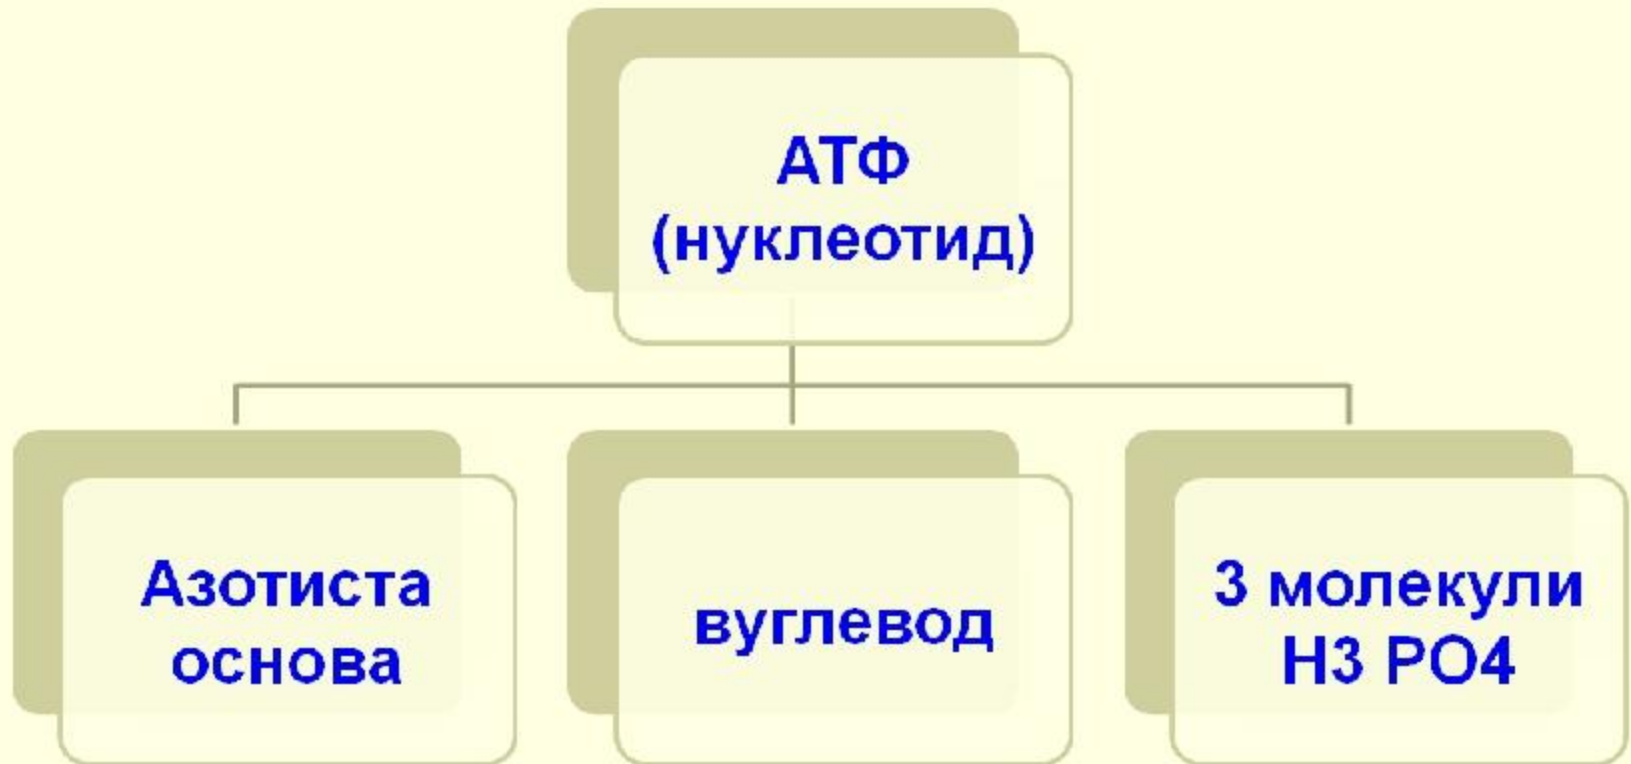 АТФ
(нуклеотид)
Азотиста
основа
вуглевод
3 молекули
Н3 РО4